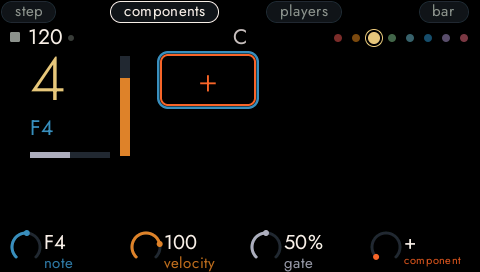 step components players bar
120 C
4
F4
+
F4 100 50% +
note velocity gate component